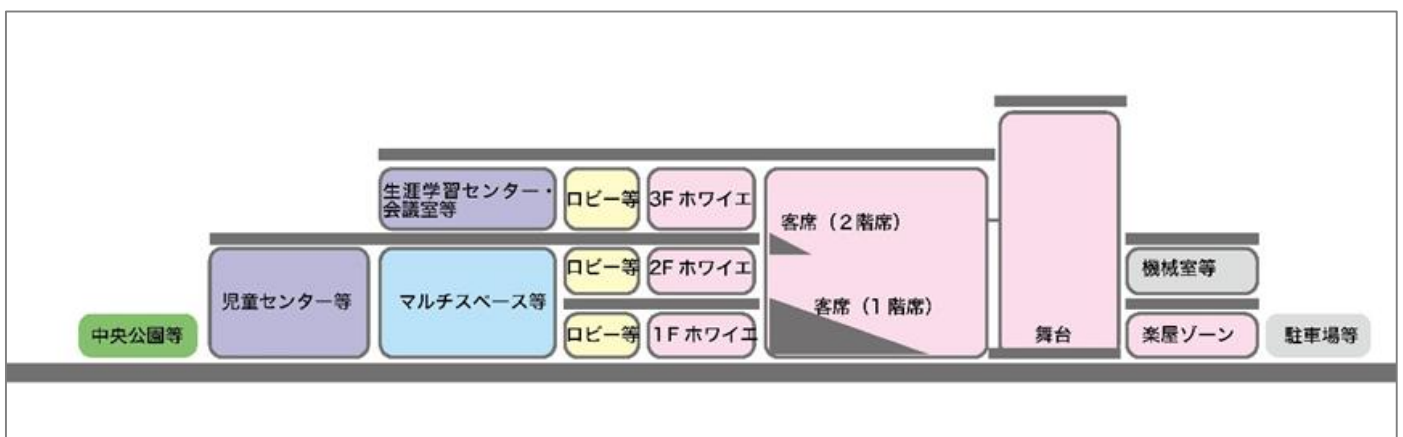 生涯学習センター・
会議室等
ロビー等
3F ホワイエ
客席（2階席）
児童センター等
マルチスペース等
ロビー等
2F ホワイエ
機械室等
客席（1階席）
中央公園等
ロビー等
1F ホワイエ
舞台
楽屋ゾーン
駐車場等